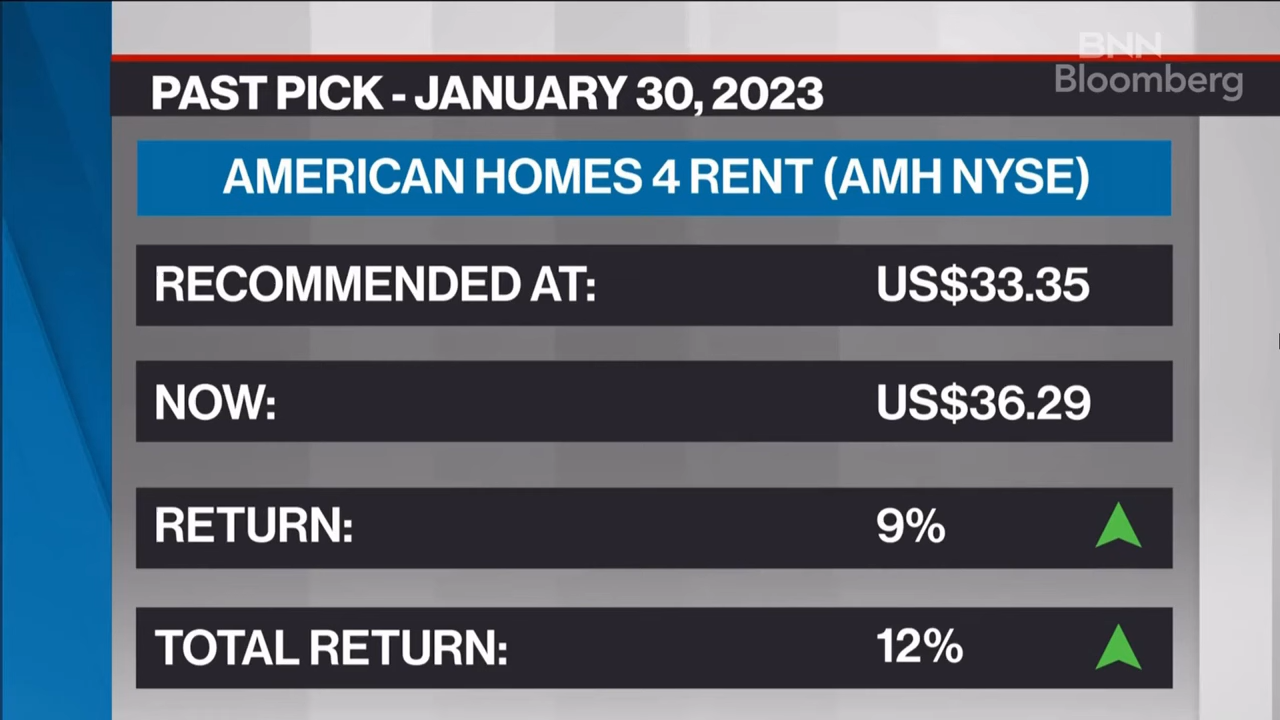 BNN
Bloomberg
PAST PICK - JANUARY 30, 2023
AMERICAN HOMES 4 RENT (AMH NYSE)
RECOMMENDED AT: US$33.35
NOW: US$36.29
RETURN: 9%
TOTAL RETURN: 12%